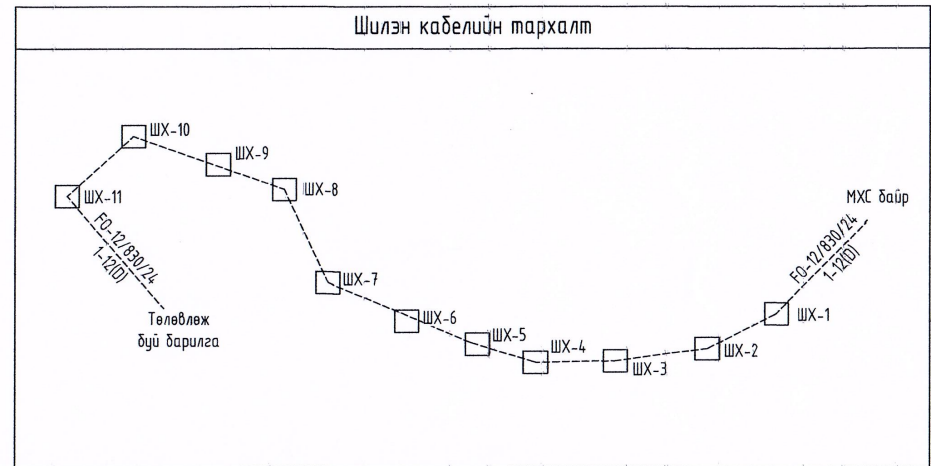 Шилэн кабелийн тархалт
ШХ-10
ШХ-9
ШХ-8
ШХ-11
МХС байр
FO-12/830/24
1-12(D)
FO-12/830/24
1-12(D)
ШХ-7
Төлөвлөж
буй барилга
ШХ-6
ШХ-1
ШХ-5
ШХ-4
ШХ-2
ШХ-3